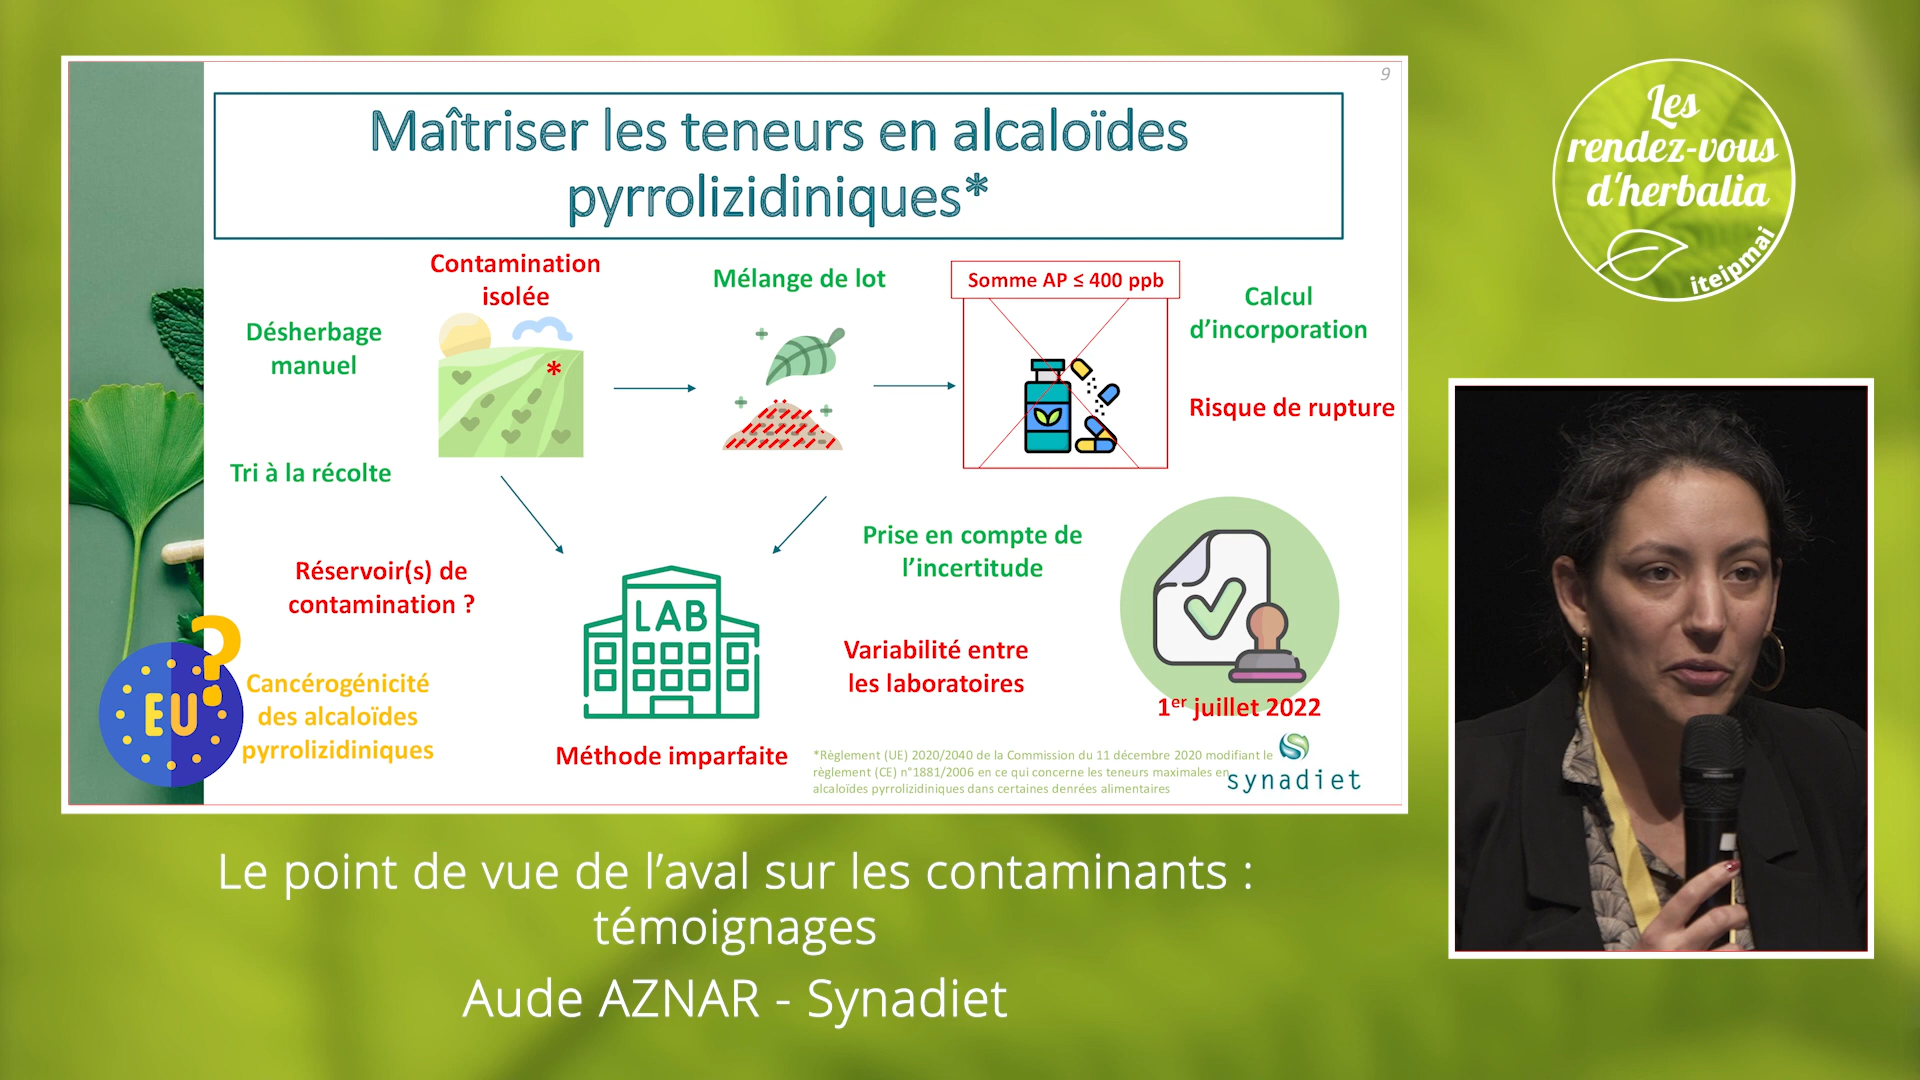 9
Maîtriser les teneurs en alcaloïdes
pyrrolizidiniques*
Contamination
isolée
Mélange de lot
Somme AP ≤ 400 ppb
Calcul
d'incorporation
Désherbage
manuel
*
Risque de rupture
Tri à la récolte
Prise en compte de
l'incertitude
Réservoir(s) de
contamination ?
LAB
Variabilité entre
les laboratoires
?
EU
Cancérogénicité
des alcaloïdes
pyrrolizidiniques
1er juillet 2022
Méthode imparfaite
*Règlement (UE) 2020/2040 de la Commission du 11 décembre 2020 modifiant le
règlement (CE) n°1881/2006 en ce qui concerne les teneurs maximales en
alcaloïdes pyrrolizidiniques dans certaines denrées alimentaires
synadiet
Les
rendez-vous
d'herbalia
iteipmai
Le point de vue de l'aval sur les contaminants :
témoignages
Aude AZNAR - Synadiet